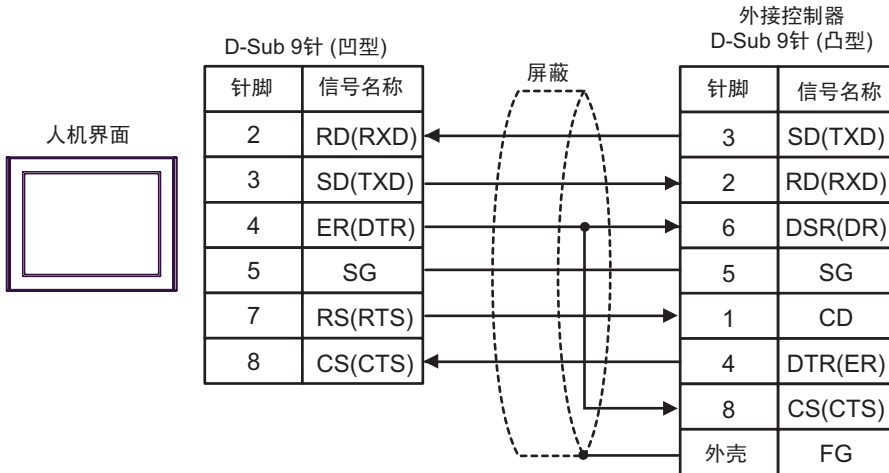 外接控制器
D-Sub 9针 (凹型)
D-Sub 9针 (凸型)
屏蔽
人机界面
针脚 信号名称
2 RD(RXD)
3 SD(TXD)
4 ER(DTR)
5 SG
7 RS(RTS)
8 CS(CTS)
针脚 信号名称
3 SD(TXD)
2 RD(RXD)
6 DSR(DR)
5 SG
1 CD
4 DTR(ER)
8 CS(CTS)
外壳 FG